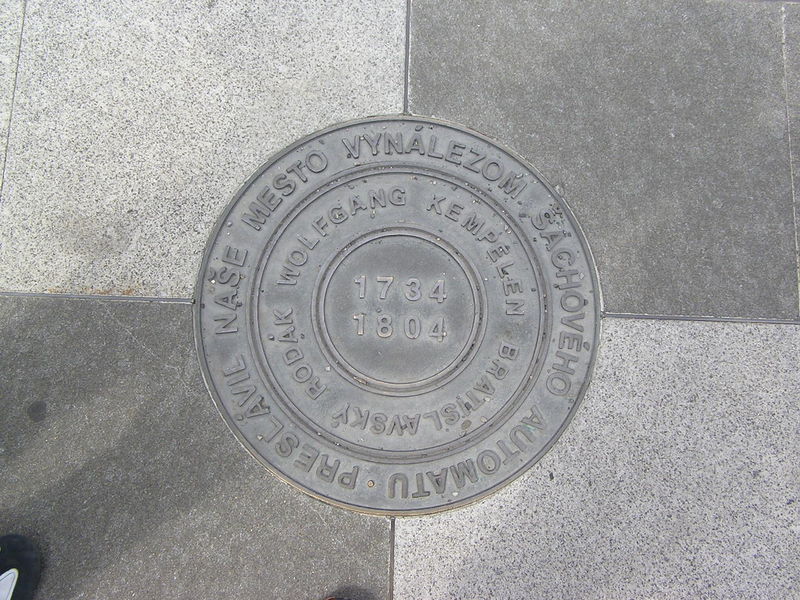 PRESLÁVIL NAŠE MESTO VYNÁLEZOM ŠACHOVÉHO AUTOMATU ·
WOLFGANG KEMPELEN BRATISLAVSKÝ RODÁK
1734
1804